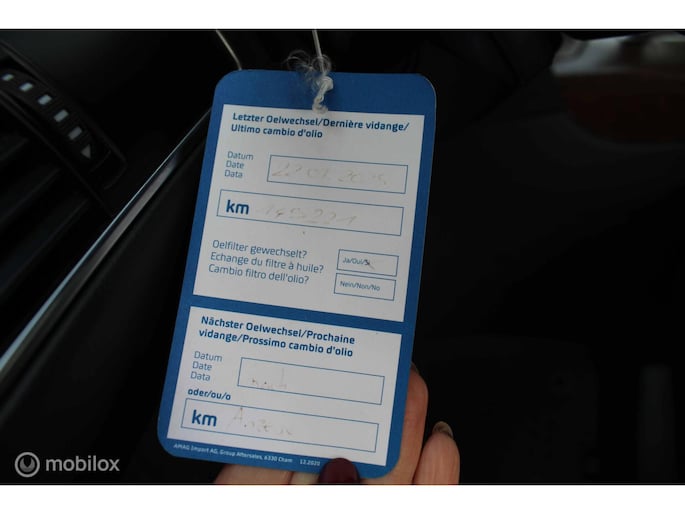 Letzter Oelwechsel/Dernière vidange/
Ultimo cambio d'olio
Datum
Date
Data
km
Oelfilter gewechselt?
Echange du filtre à huile?
Cambio filtro dell'olio?
Ja/Oui/Si
Nein/Non/No
Nächster Oelwechsel/Prochaine
vidange/Prossimo cambio d'olio
Datum
Date
Data
oder/ou/o
km
AMAG Import AG, Group Aftersales, 6330 Cham 12.2020
mobilox